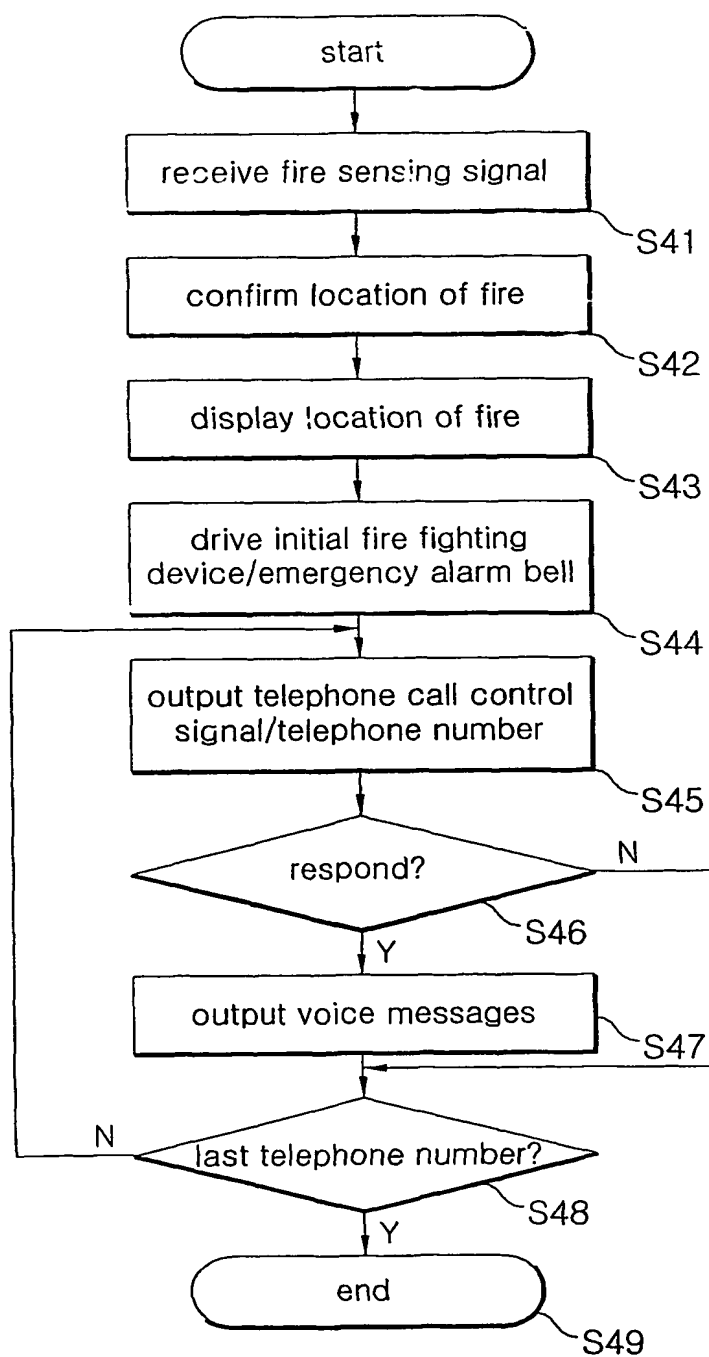 start
receive fire sensing signal
S41
confirm location of fire
S42
display location of fire
S43
drive initial fire fighting
device/emergency alarm bell
S44
output telephone call control
signal/telephone number
S45
respond?
N
S46
Y
output voice messages
S47
N
last telephone number?
S48
Y
end
S49